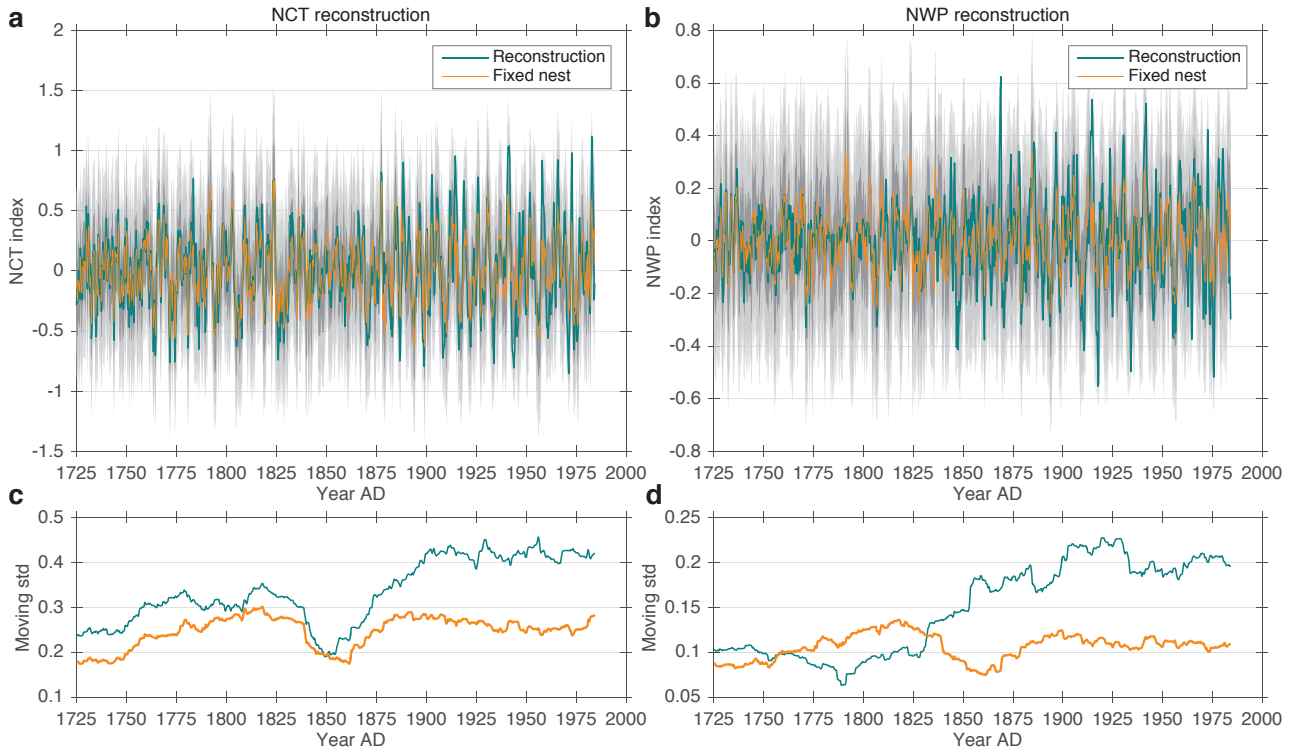 a
NCT reconstruction
2
1.5
1
0.5
0
-0.5
-1
-1.5
NCT index
Reconstruction
Fixed nest
1725 1750 1775 1800 1825 1850 1875 1900 1925 1950 1975 2000
Year AD
b
NWP reconstruction
0.8
0.6
0.4
0.2
0
-0.2
-0.4
-0.6
-0.8
NWP index
Reconstruction
Fixed nest
1725 1750 1775 1800 1825 1850 1875 1900 1925 1950 1975 2000
Year AD
c
0.5
0.4
0.3
0.2
0.1
Moving std
1725 1750 1775 1800 1825 1850 1875 1900 1925 1950 1975 2000
Year AD
d
0.25
0.2
0.15
0.1
0.05
Moving std
1725 1750 1775 1800 1825 1850 1875 1900 1925 1950 1975 2000
Year AD